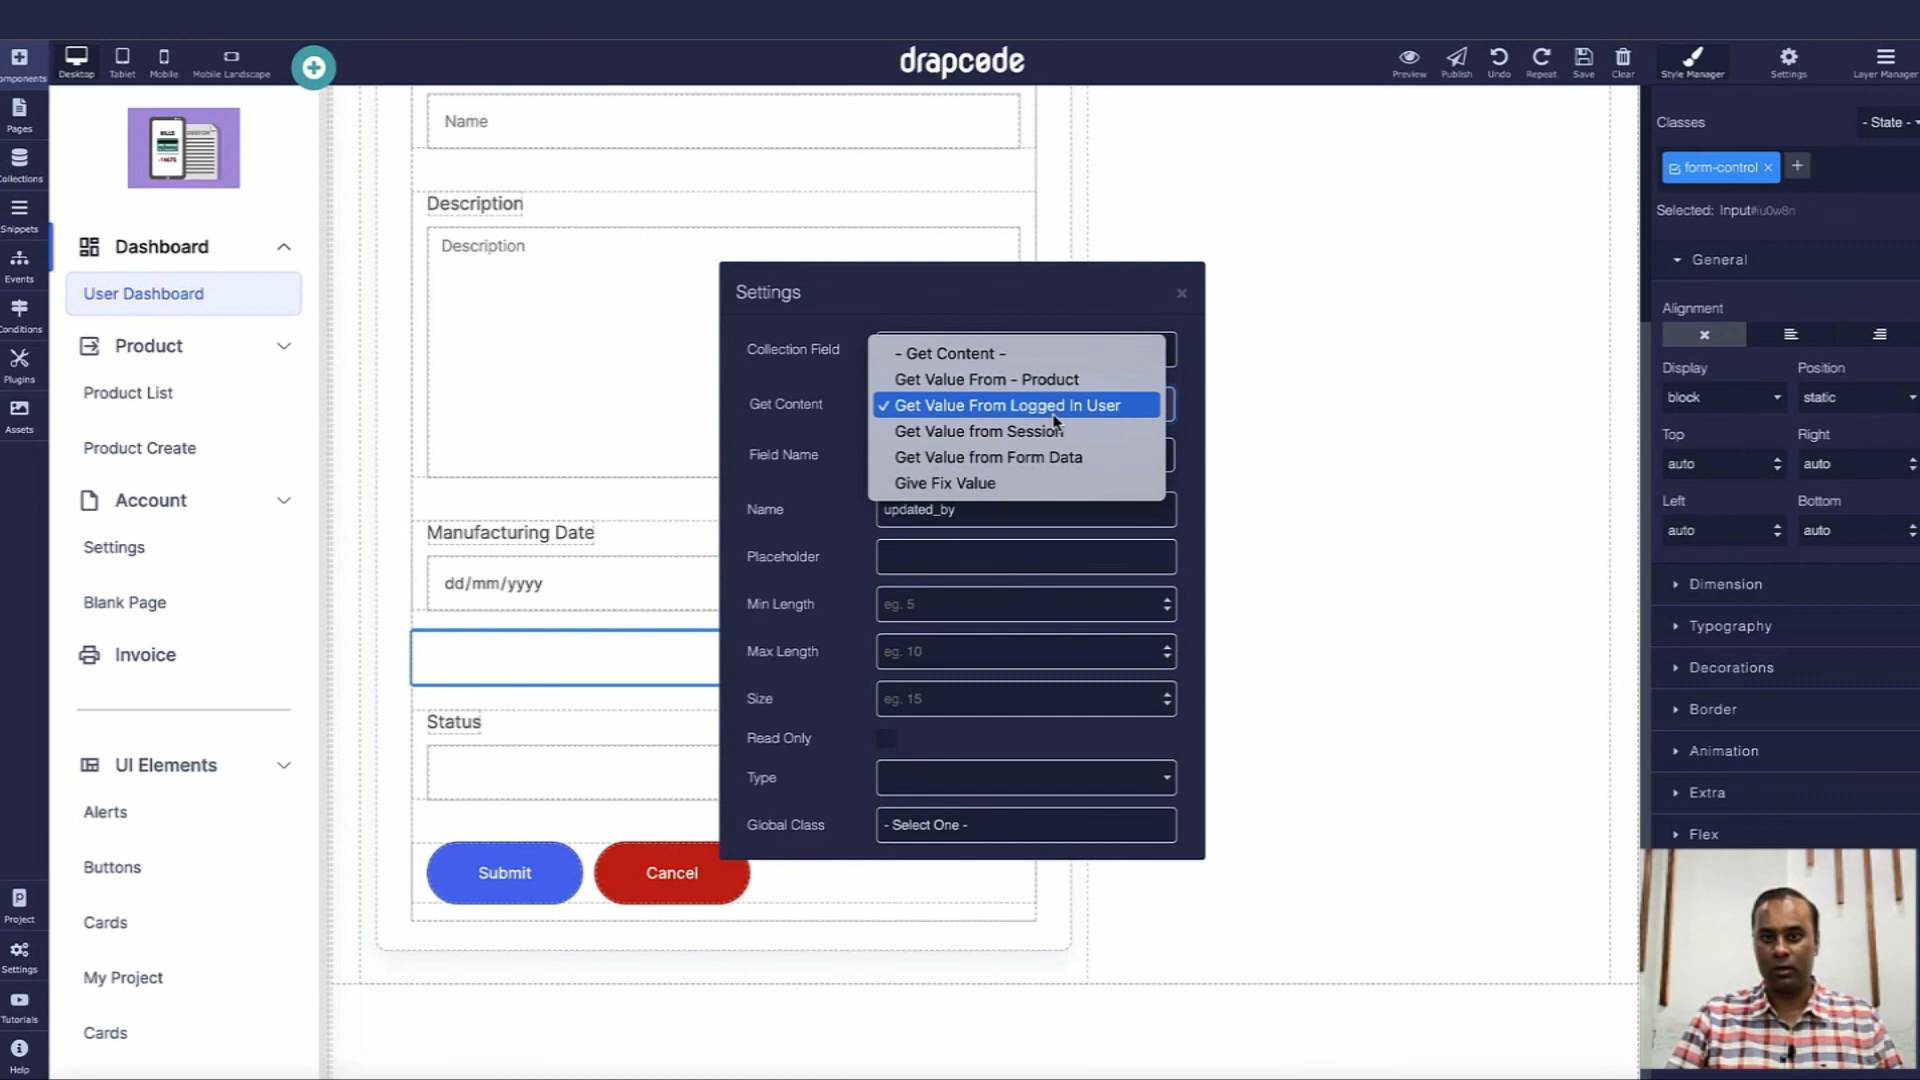 drapcode
Desktop
Tablet
Mobile
Mobile Landscape
Preview
Publish
Undo
Repeat
Save
Clear
Style Manager
Settings
Layer Manager
omponents
Pages
ollections
Snippets
Events
onditions
Plugins
Assets
Project
Settings
Tutorials
Help
BILLS
Dashboard
User Dashboard
Product
Product List
Product Create
Account
Settings
Blank Page
Invoice
UI Elements
Alerts
Buttons
Cards
My Project
Cards
Name
Description
Description
Manufacturing Date
dd/mm/yyyy
Status
Submit
Cancel
Settings
×
Collection Field
Get Content
- Get Content -
Get Value From - Product
✓ Get Value From Logged In User
Get Value from Session
Get Value from Form Data
Give Fix Value
Field Name
Name
updated_by
Placeholder
Min Length
eg. 5
Max Length
eg. 10
Size
eg. 15
Read Only
Type
Global Class
- Select One -
Classes
- State -
form-control ×
+
Selected: Input#iu0w8n
General
Alignment
Display
Position
block
static
Top
Right
auto
auto
Left
Bottom
auto
auto
Dimension
Typography
Decorations
Border
Animation
Extra
Flex